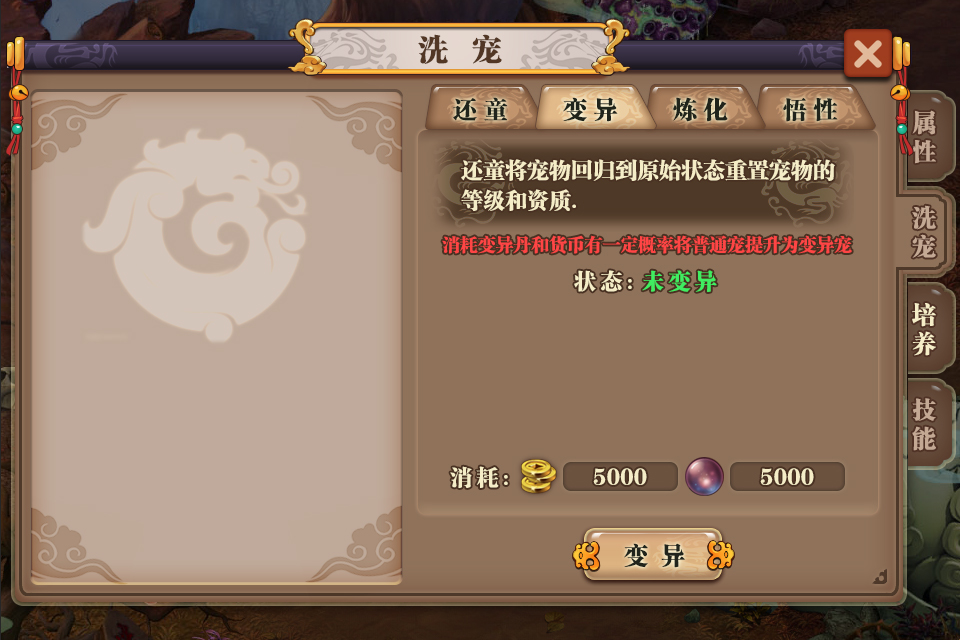 洗宠
还童
变异
炼化
悟性
属性
洗宠
培养
技能
还童将宠物回归到原始状态重置宠物的
等级和资质.
消耗变异丹和货币有一定概率将普通宠提升为变异宠
状态: 未变异
消耗: 5000 5000
变异